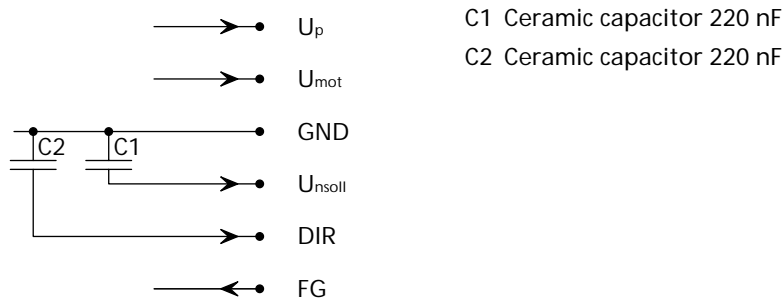 Up
Umot
GND
Unsoll
DIR
FG
C2
C1
C1 Ceramic capacitor 220 nF
C2 Ceramic capacitor 220 nF